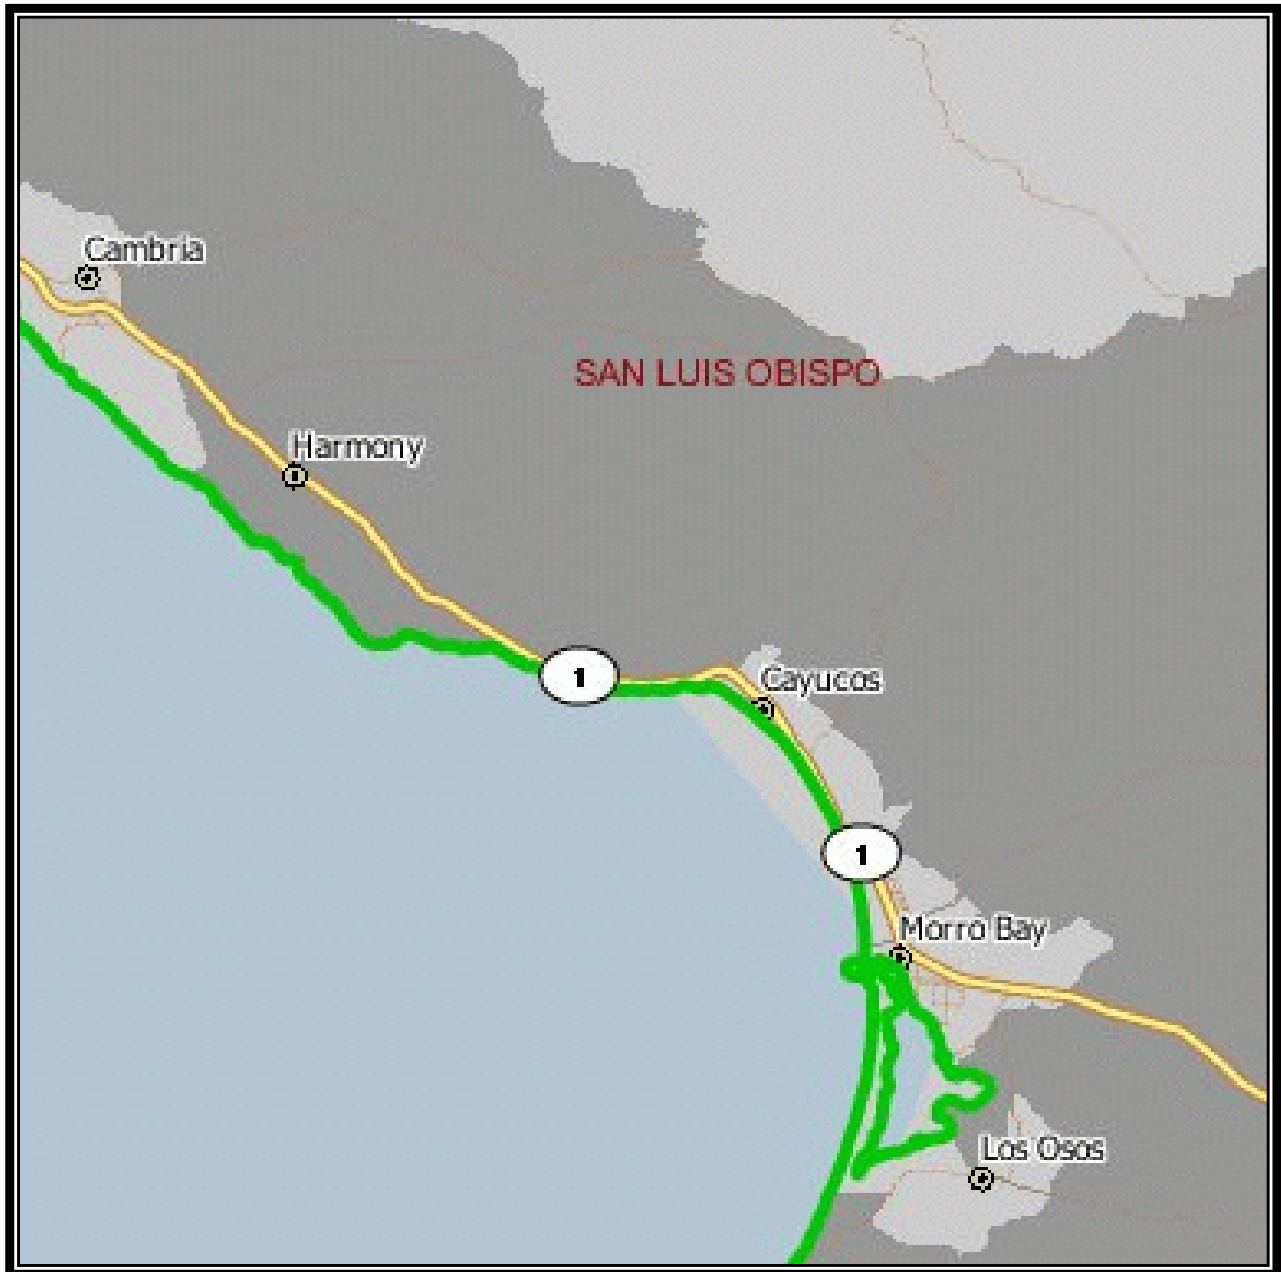 Cambria
SAN LUIS OBISPO
Harmony
1
Cayucos
1
Morro Bay
Los Osos